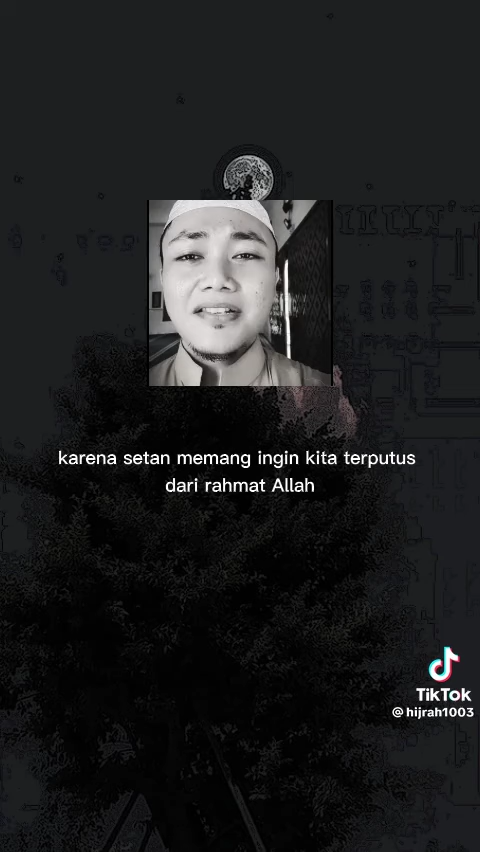 karena setan memang ingin kita terputus
dari rahmat Allah
TikTok
@hijrah1003